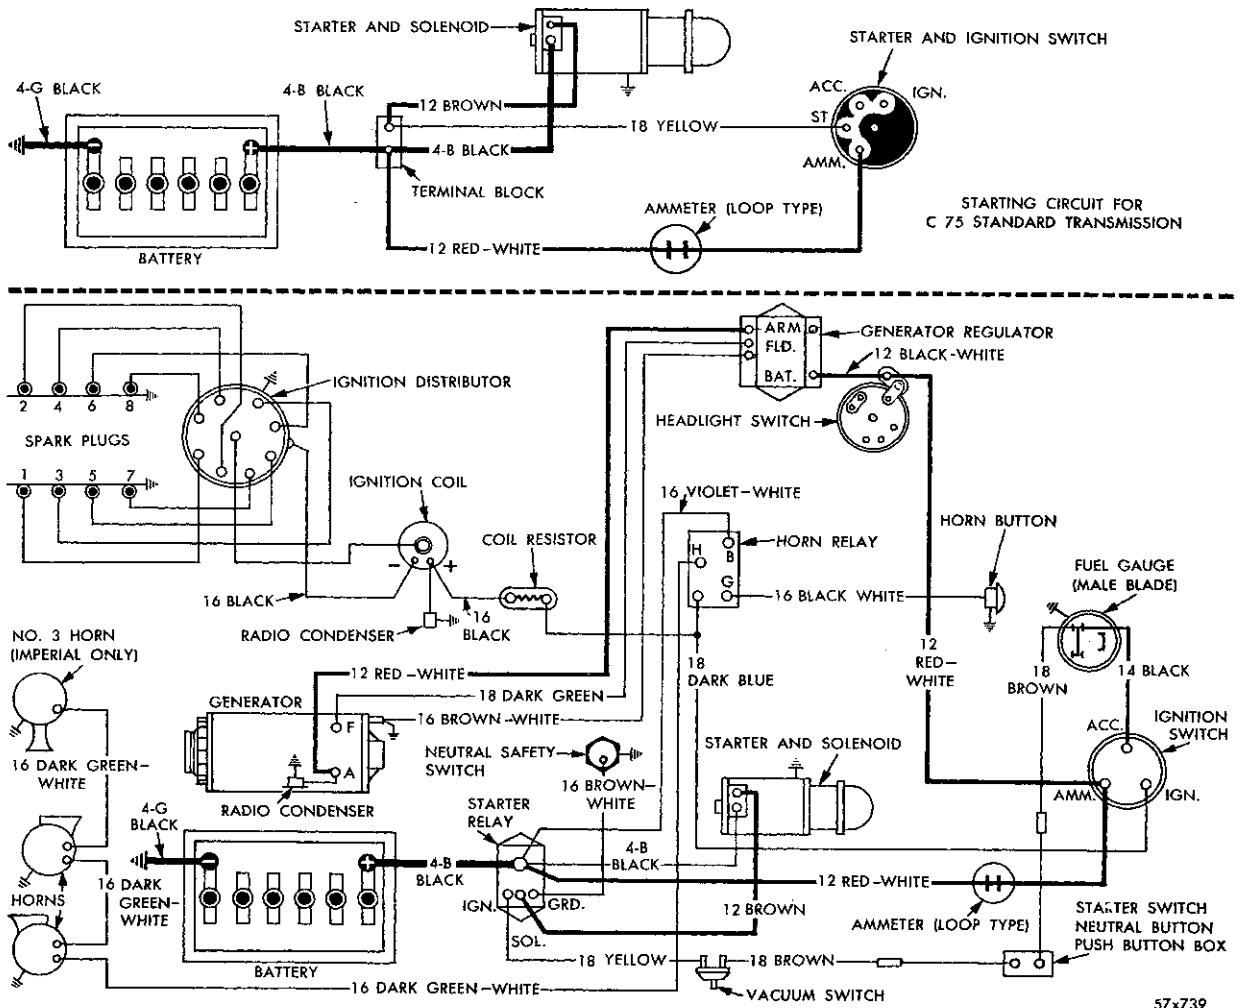 STARTER AND SOLENOID
STARTER AND IGNITION SWITCH
4-G BLACK
4-B BLACK
12 BROWN
ACC.
IGN.
ST
18 YELLOW
4-B BLACK
AMM.
TERMINAL BLOCK
AMMETER (LOOP TYPE)
STARTING CIRCUIT FOR
C 75 STANDARD TRANSMISSION
12 RED-WHITE
BATTERY
ARM
GENERATOR REGULATOR
FLD.
12 BLACK-WHITE
BAT.
IGNITION DISTRIBUTOR
2 4 6 8
HEADLIGHT SWITCH
SPARK PLUGS
1 3 5 7
IGNITION COIL
16 VIOLET-WHITE
HORN BUTTON
COIL RESISTOR
H
B
HORN RELAY
FUEL GAUGE
(MALE BLADE)
- +
G
16 BLACK
16 BLACK WHITE
RADIO CONDENSER
16
BLACK
NO. 3 HORN
(IMPERIAL ONLY)
12
RED-
WHITE
18
DARK BLUE
18
BROWN
14 BLACK
12 RED-WHITE
18 DARK GREEN
GENERATOR
F
16 BROWN-WHITE
ACC.
IGNITION
SWITCH
NEUTRAL SAFETY
SWITCH
STARTER AND SOLENOID
16 DARK GREEN-
WHITE
A
16 BROWN-
WHITE
AMM.
IGN.
RADIO CONDENSER
4-G
BLACK
STARTER
RELAY
4-B
BLACK
4-B
BLACK
12 RED-WHITE
16 DARK
GREEN-
WHITE
HORNS
IGN.
GRD.
12 BROWN
AMMETER (LOOP TYPE)
STARTER SWITCH
NEUTRAL BUTTON
PUSH BUTTON BOX
SOL.
BATTERY
18 YELLOW
18 BROWN
16 DARK GREEN-WHITE
VACUUM SWITCH
57x739